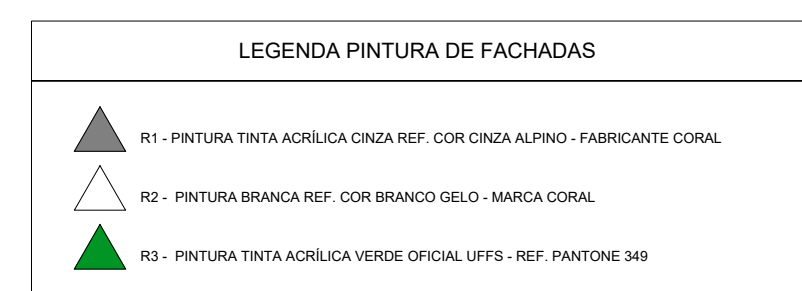 LEGENDA PINTURA DE FACHADAS
R1 - PINTURA TINTA ACRÍLICA CINZA REF. COR CINZA ALPINO - FABRICANTE CORAL
R2 - PINTURA BRANCA REF. COR BRANCO GELO - MARCA CORAL
R3 - PINTURA TINTA ACRÍLICA VERDE OFICIAL UFFS - REF. PANTONE 349